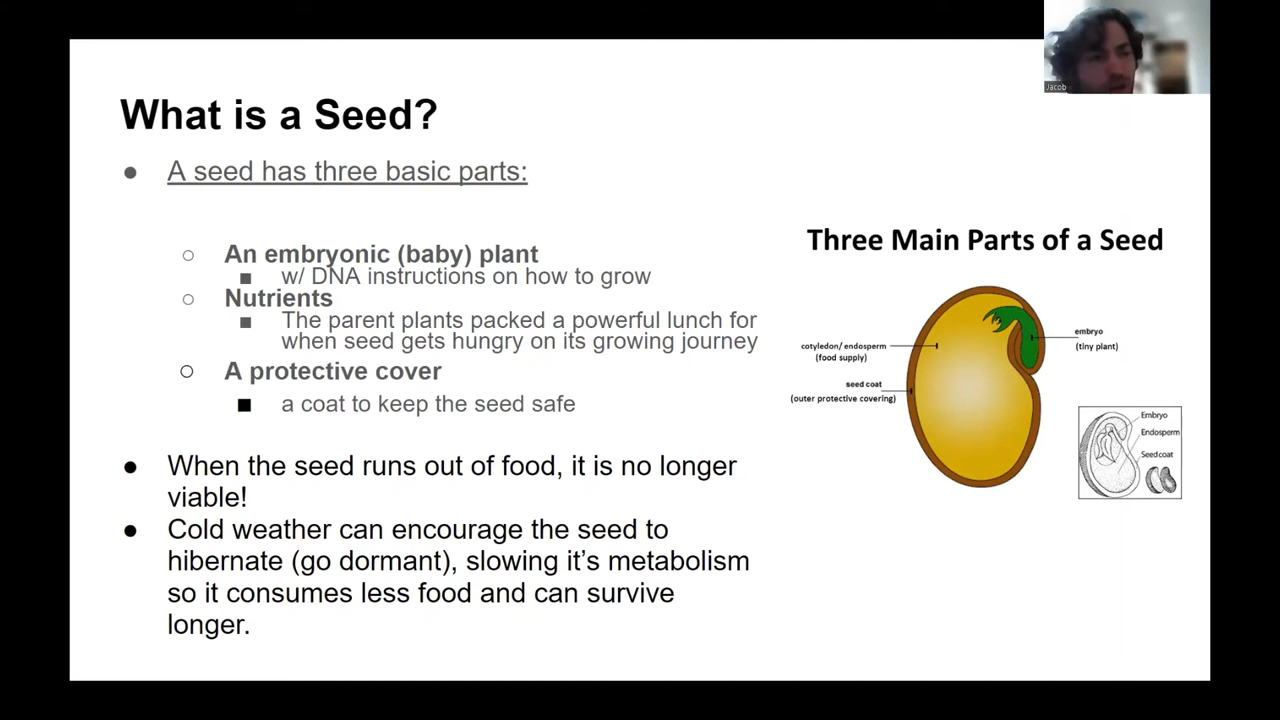 Jacob
What is a Seed?
● A seed has three basic parts:
○ An embryonic (baby) plant
■ w/ DNA instructions on how to grow
○ Nutrients
■ The parent plants packed a powerful lunch for
when seed gets hungry on its growing journey
○ A protective cover
■ a coat to keep the seed safe
● When the seed runs out of food, it is no longer
viable!
● Cold weather can encourage the seed to
hibernate (go dormant), slowing it's metabolism
so it consumes less food and can survive
longer.
Three Main Parts of a Seed
cotyledon/ endosperm
(food supply)
seed coat
(outer protective covering)
embryo
(tiny plant)
Embryo
Endosperm
Seed coat